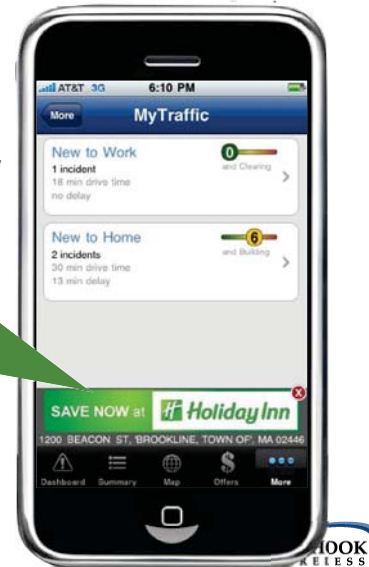 AT&T 3G 6:10 PM
More MyTraffic
New to Work
1 incident
18 min drive time
no delay
0
and Clearing
New to Home
2 incidents
30 min drive time
13 min delay
6
and Building
SAVE NOW at H Holiday Inn
1200 BEACON ST, BROOKLINE, TOWN OF, MA 02446
Dashboard Summary Map Offers More
HOOK
RELESS